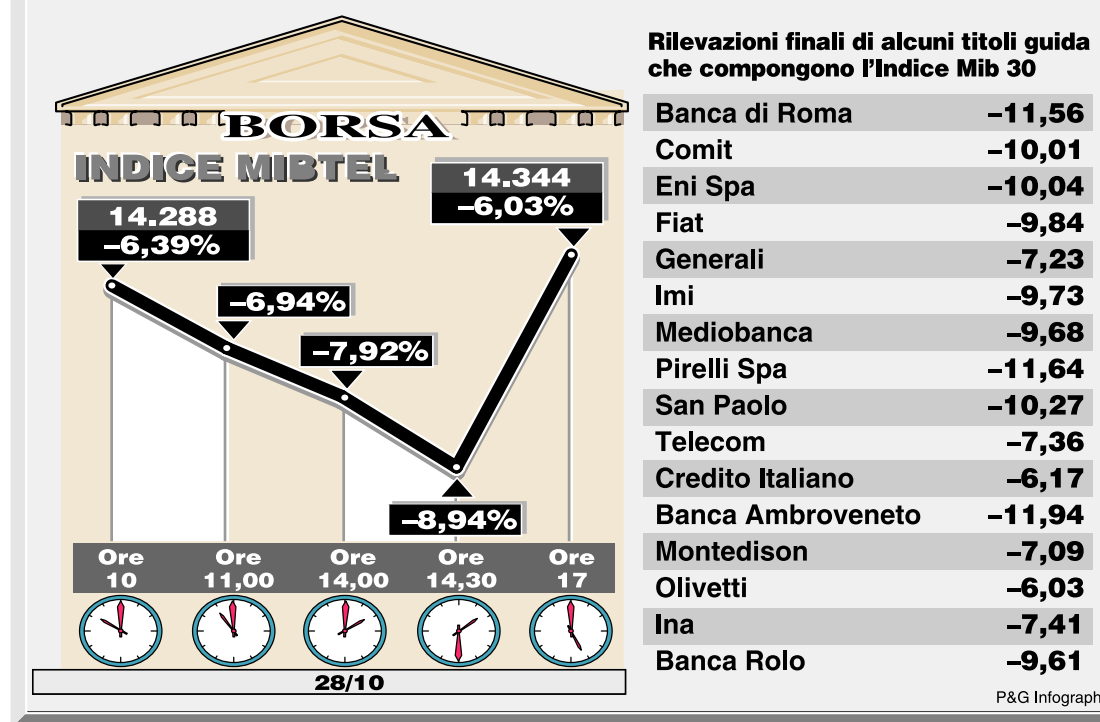 BORSA
INDICE MIBTEL
14.288
–6,39%
–6,94%
–7,92%
–8,94%
14.344
–6,03%
Ore 10
Ore 11,00
Ore 14,00
Ore 14,30
Ore 17
28/10
Rilevazioni finali di alcuni titoli guida
che compongono l'Indice Mib 30
Banca di Roma –11,56
Comit –10,01
Eni Spa –10,04
Fiat –9,84
Generali –7,23
Imi –9,73
Mediobanca –9,68
Pirelli Spa –11,64
San Paolo –10,27
Telecom –7,36
Credito Italiano –6,17
Banca Ambroveneto –11,94
Montedison –7,09
Olivetti –6,03
Ina –7,41
Banca Rolo –9,61
P&G Infograph